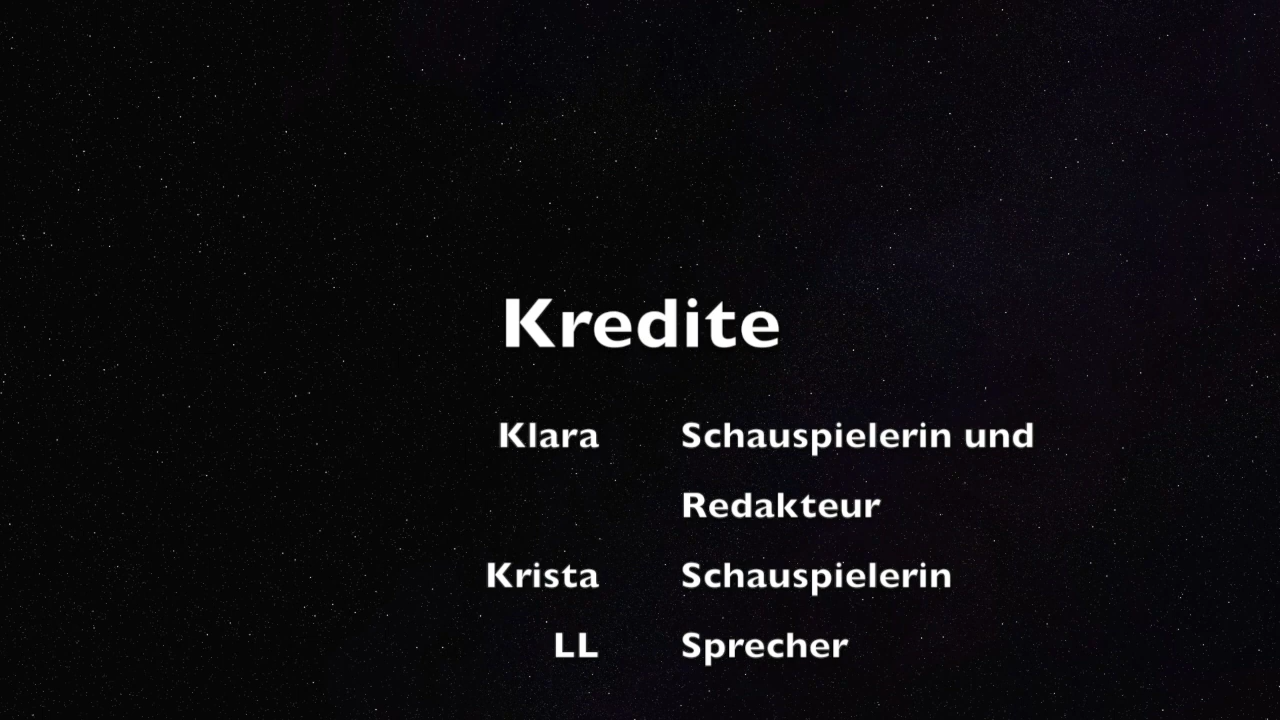 Kredite
Klara Schauspielerin und
Redakteur
Krista Schauspielerin
LL Sprecher